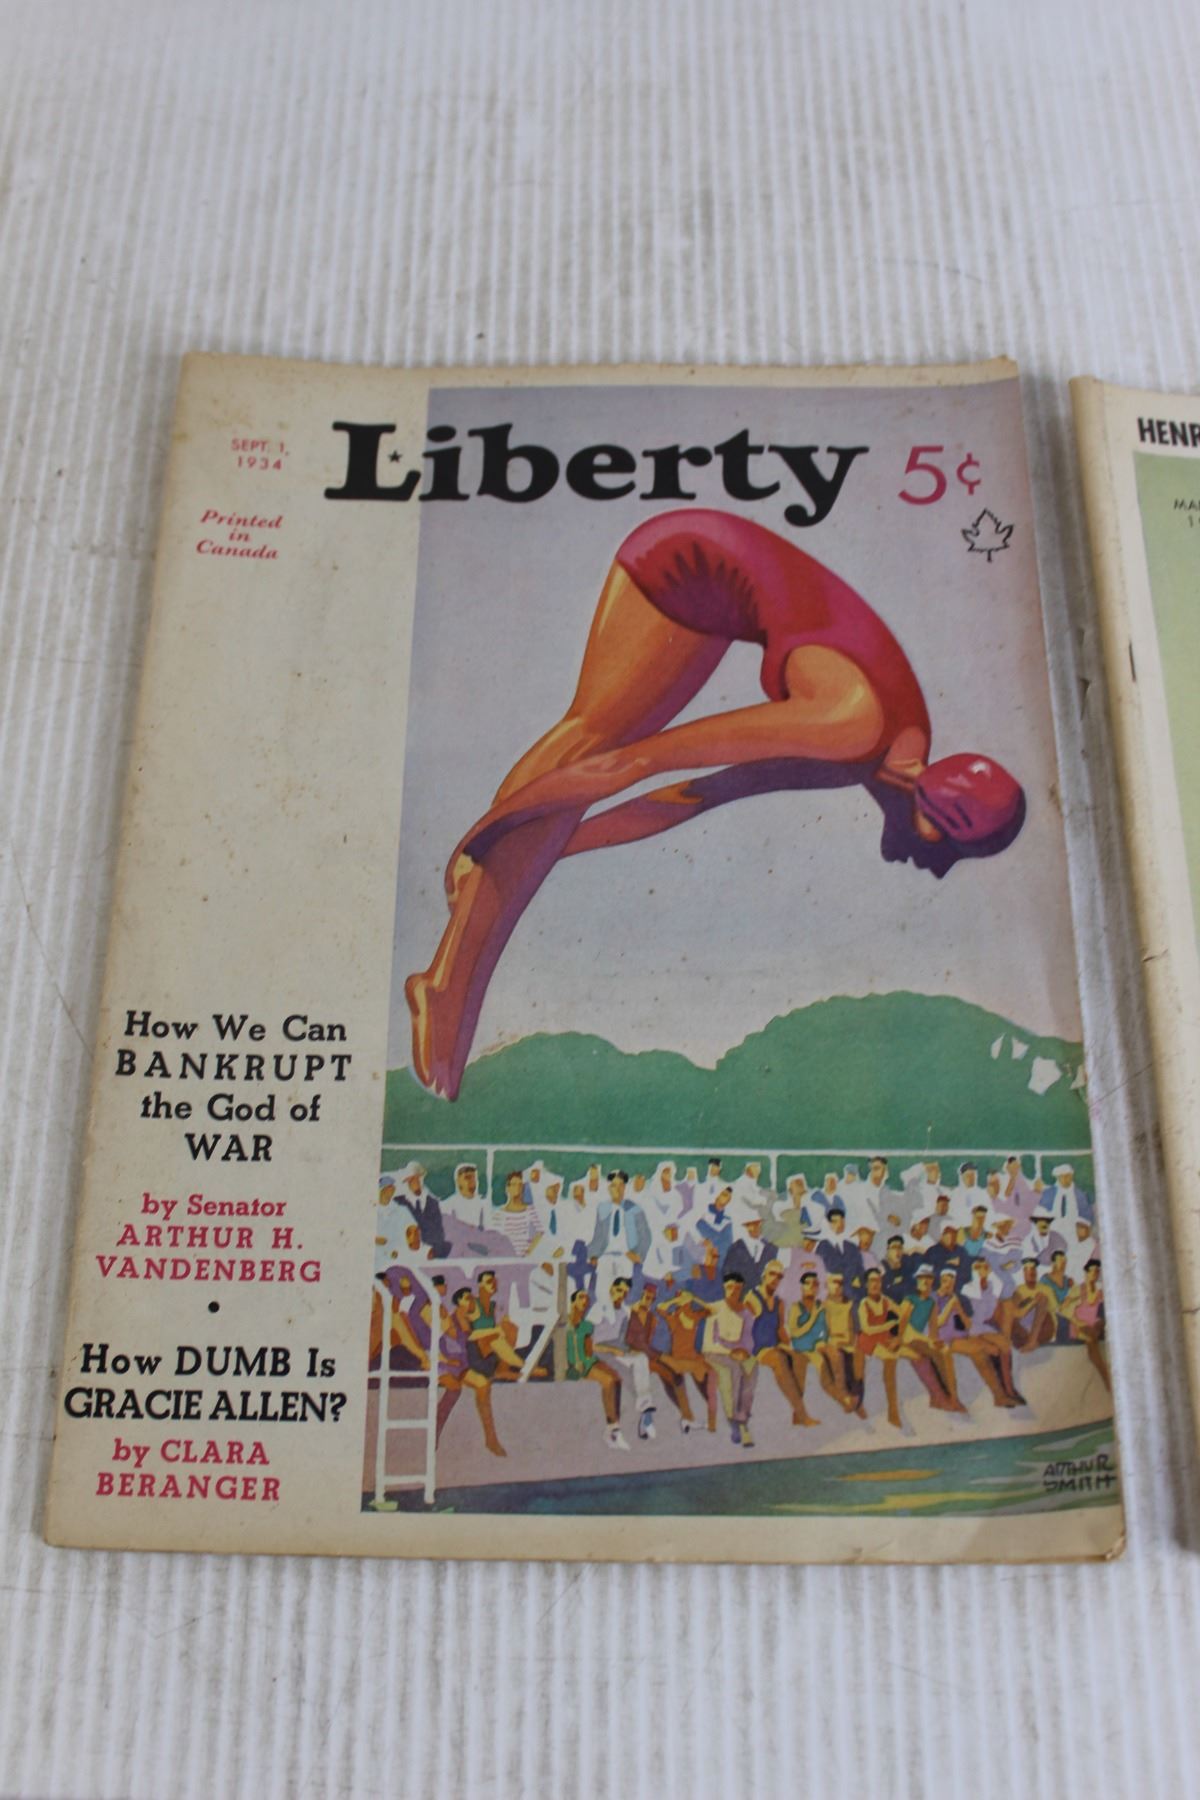 SEPT. 1,
1934
Liberty 5¢
Printed
in
Canada
How We Can
BANKRUPT
the God of
WAR
by Senator
ARTHUR H.
VANDENBERG
•
How DUMB Is
GRACIE ALLEN?
by CLARA
BERANGER
ARTHUR
SMITH